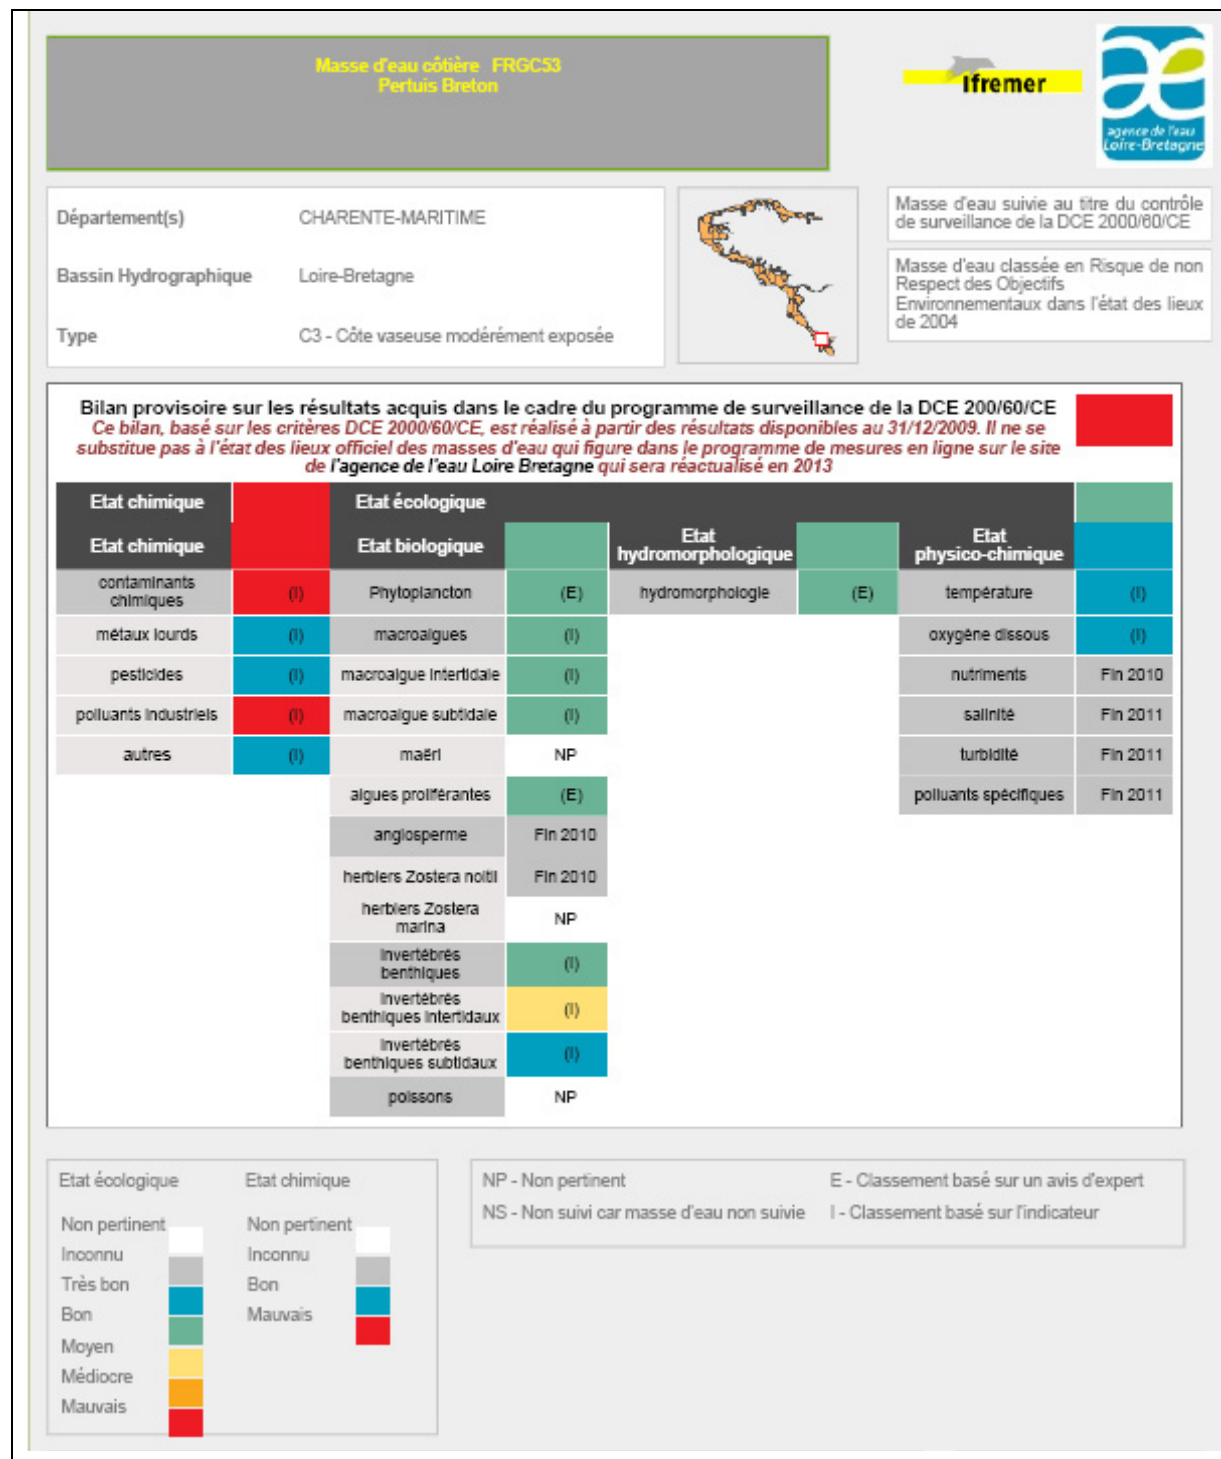 Masse d'eau côtière FRGC53
Pertuis Breton
Ifremer
agence de l'eau
Loire-Bretagne
Département(s) CHARENTE-MARITIME
Bassin Hydrographique Loire-Bretagne
Type C3 - Côte vaseuse modérément exposée
Masse d'eau suivie au titre du contrôle
de surveillance de la DCE 2000/60/CE
Masse d'eau classée en Risque de non
Respect des Objectifs
Environnementaux dans l'état des lieux
de 2004
Bilan provisoire sur les résultats acquis dans le cadre du programme de surveillance de la DCE 200/60/CE
Ce bilan, basé sur les critères DCE 2000/60/CE, est réalisé à partir des résultats disponibles au 31/12/2009. Il ne se
substitue pas à l'état des lieux officiel des masses d'eau qui figure dans le programme de mesures en ligne sur le site
de l'agence de l'eau Loire Bretagne qui sera réactualisé en 2013
Etat chimique Etat écologique
Etat chimique Etat biologique Etat hydromorphologique Etat physico-chimique
contaminants chimiques (I) Phytoplancton (E) hydromorphologie (E) température (I)
métaux lourds (I) macroalgues (I) oxygène dissous (I)
pesticides (I) macroalgue intertidale (I) nutriments Fin 2010
polluants industriels (I) macroalgue subtidale (I) salinité Fin 2011
autres (I) maërl NP turbidité Fin 2011
algues proliférantes (E) polluants spécifiques Fin 2011
angiosperme Fin 2010
herbiers Zostera noltii Fin 2010
herbiers Zostera marina NP
Invertébrés benthiques (I)
Invertébrés benthiques intertidaux (I)
Invertébrés benthiques subtidaux (I)
poissons NP
Etat écologique Etat chimique
Non pertinent Non pertinent
Inconnu Inconnu
Très bon Bon
Bon Mauvais
Moyen
Médiocre
Mauvais
NP - Non pertinent E - Classement basé sur un avis d'expert
NS - Non suivi car masse d'eau non suivie I - Classement basé sur l'indicateur